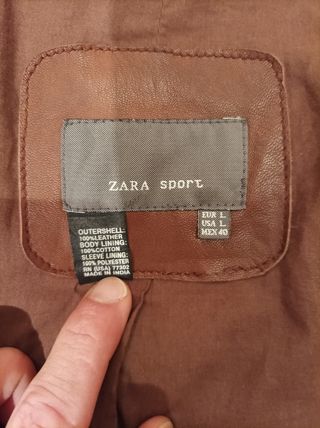 ZARA sport
EUR L
USA L
MEX 40
OUTERSHELL:
100%LEATHER
BODY LINING:
100%COTTON
SLEEVE LINING:
100% POLYESTER
RN (USA) 77302
MADE IN INDIA